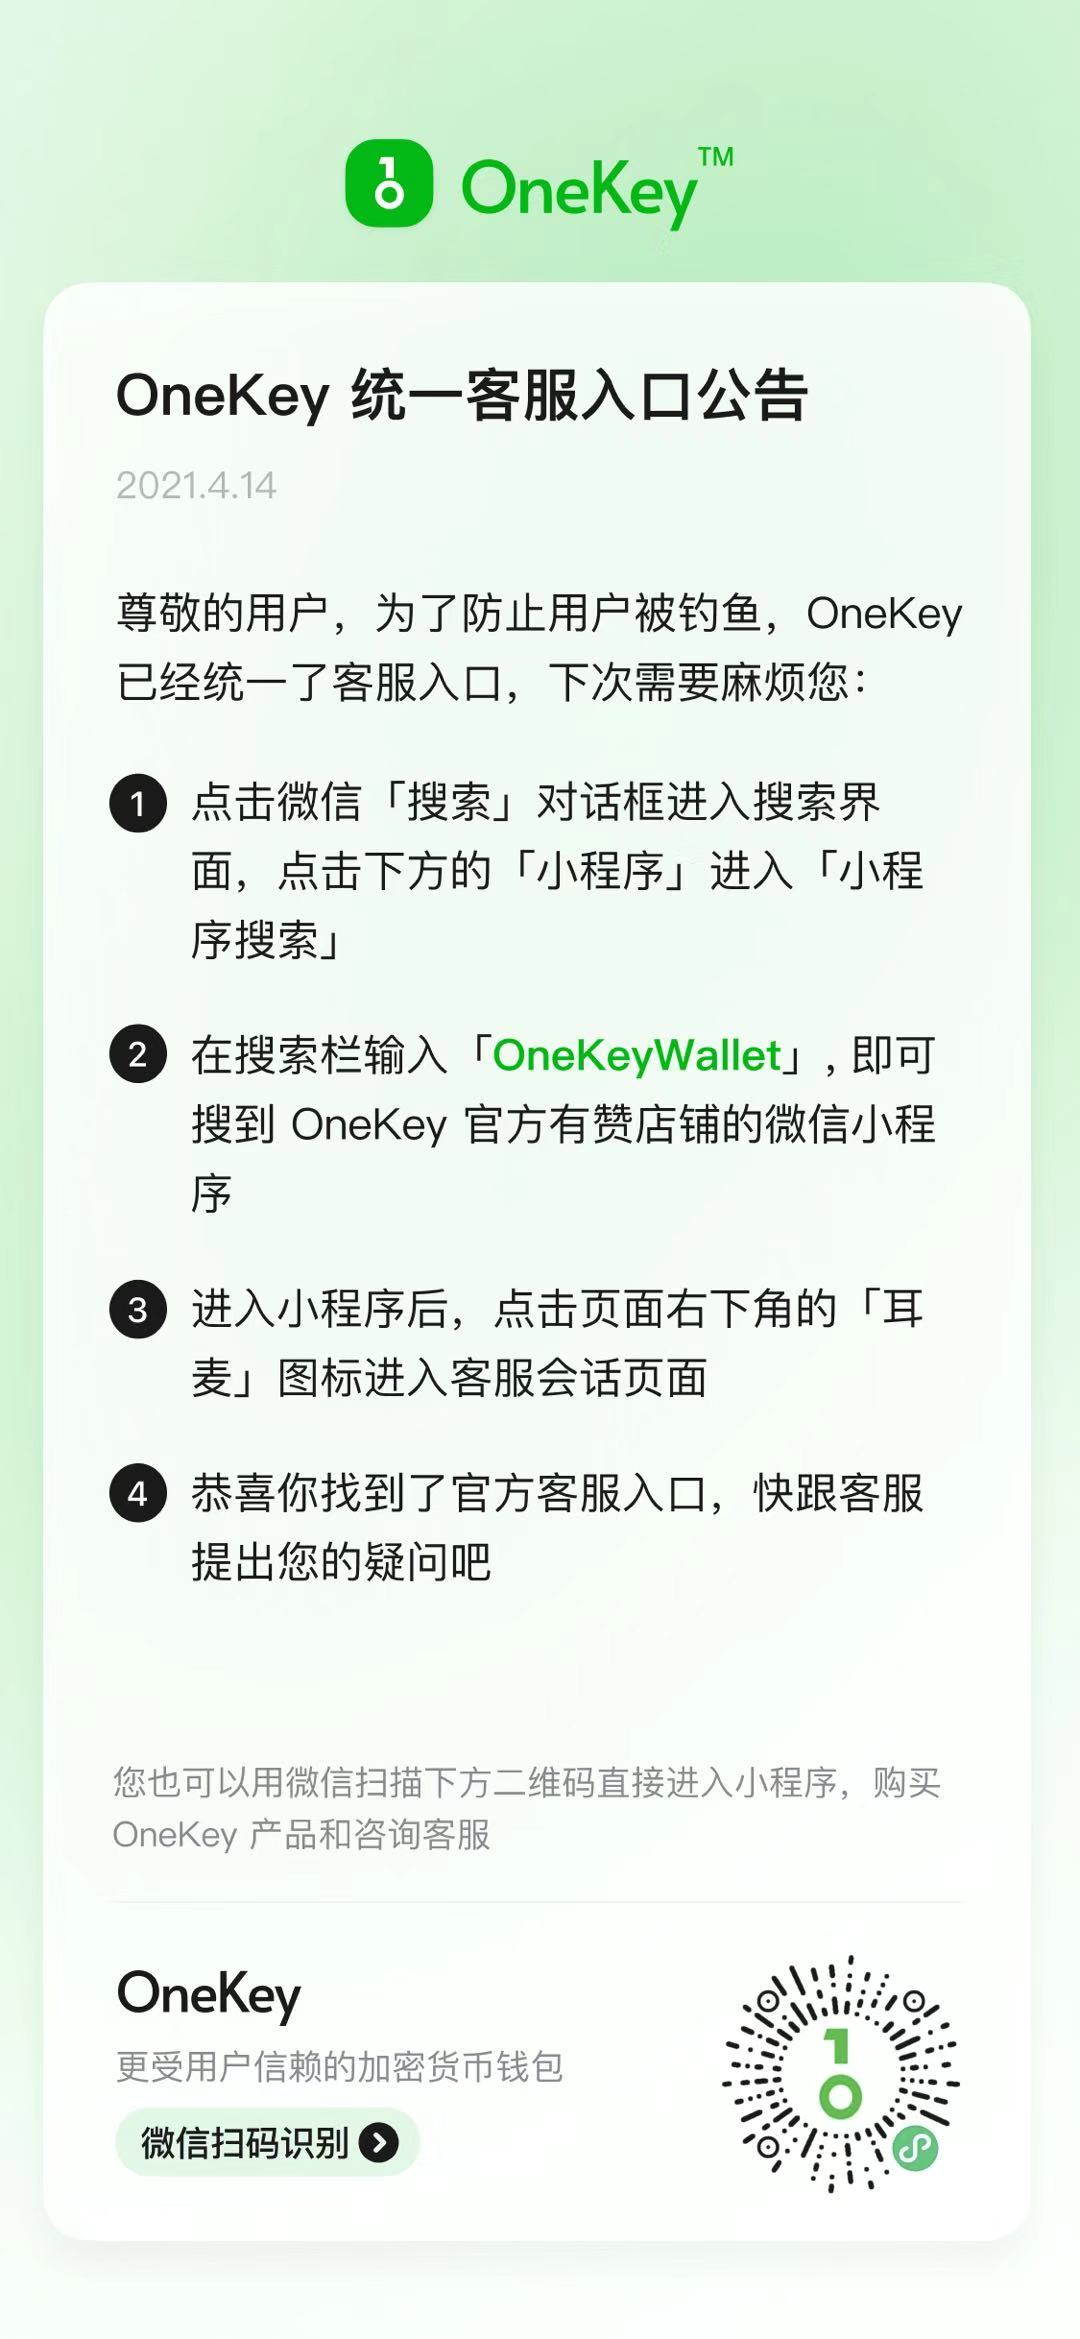 OneKey™
OneKey 统一客服入口公告
2021.4.14
尊敬的用户，为了防止用户被钓鱼，OneKey
已经统一了客服入口，下次需要麻烦您：
1 点击微信「搜索」对话框进入搜索界
面，点击下方的「小程序」进入「小程
序搜索」
2 在搜索栏输入「OneKeyWallet」, 即可
搜到 OneKey 官方有赞店铺的微信小程
序
3 进入小程序后，点击页面右下角的「耳
麦」图标进入客服会话页面
4 恭喜你找到了官方客服入口，快跟客服
提出您的疑问吧
您也可以用微信扫描下方二维码直接进入小程序，购买
OneKey 产品和咨询客服
OneKey
更受用户信赖的加密货币钱包
微信扫码识别